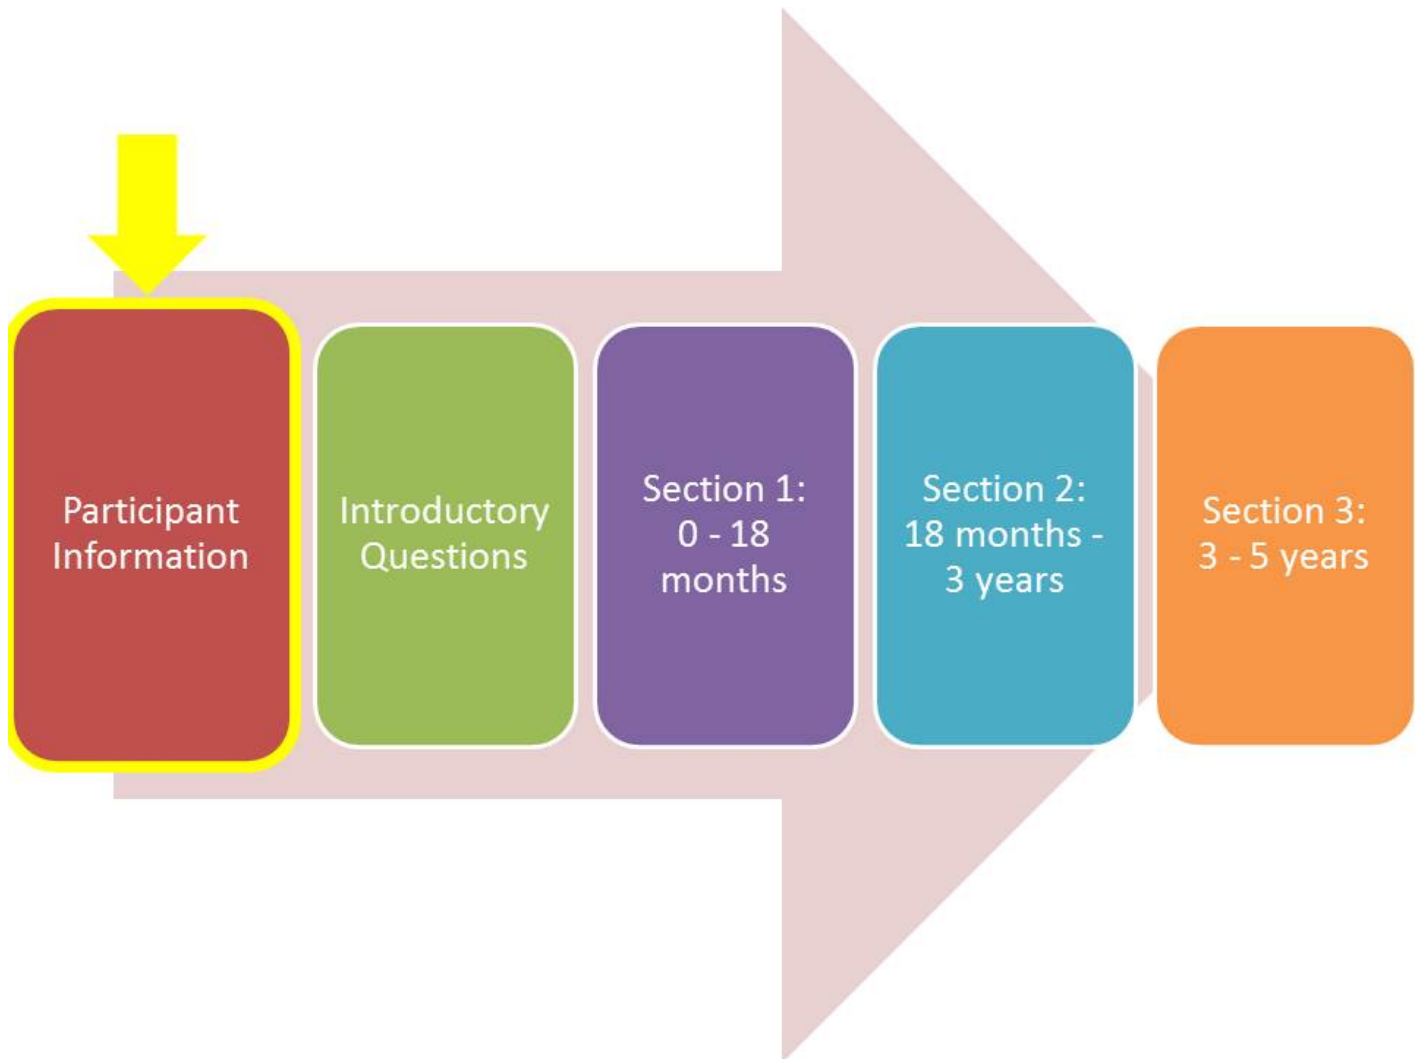 Participant
Information
Introductory
Questions
Section 1:
0 - 18
months
Section 2:
18 months -
3 years
Section 3:
3 - 5 years